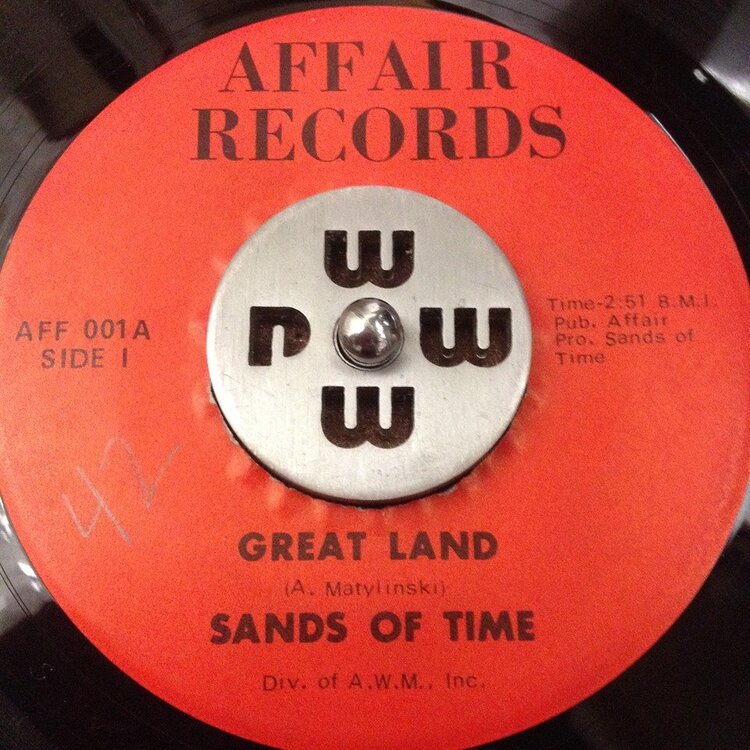 AFFAIR
RECORDS
AFF 001A
SIDE I
Time-2:51 B.M.I.
Pub. Affair
Pro. Sands of
Time
42
GREAT LAND
(A. Matylinski)
SANDS OF TIME
Div. of A.W.M., Inc.